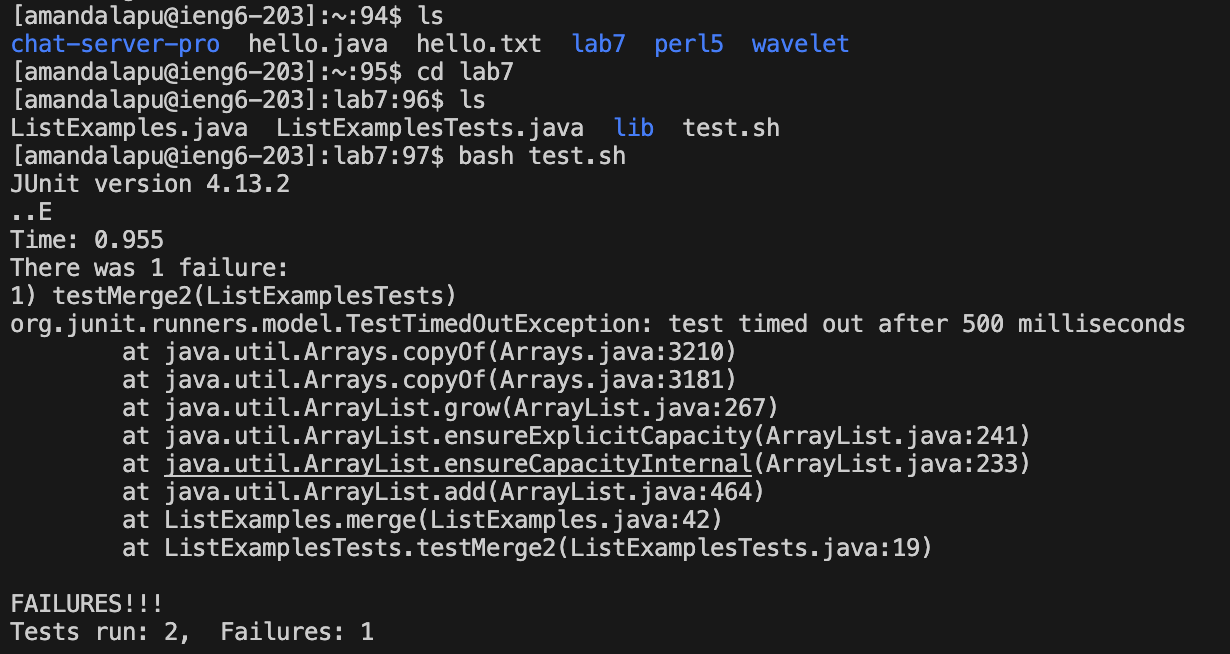 [amandalapu@ieng6-203]:~:94$ ls
chat-server-pro  hello.java  hello.txt  lab7  perl5  wavelet
[amandalapu@ieng6-203]:~:95$ cd lab7
[amandalapu@ieng6-203]:lab7:96$ ls
ListExamples.java  ListExamplesTests.java  lib  test.sh
[amandalapu@ieng6-203]:lab7:97$ bash test.sh
JUnit version 4.13.2
..E
Time: 0.955
There was 1 failure:
1) testMerge2(ListExamplesTests)
org.junit.runners.model.TestTimedOutException: test timed out after 500 milliseconds
        at java.util.Arrays.copyOf(Arrays.java:3210)
        at java.util.Arrays.copyOf(Arrays.java:3181)
        at java.util.ArrayList.grow(ArrayList.java:267)
        at java.util.ArrayList.ensureExplicitCapacity(ArrayList.java:241)
        at java.util.ArrayList.ensureCapacityInternal(ArrayList.java:233)
        at java.util.ArrayList.add(ArrayList.java:464)
        at ListExamples.merge(ListExamples.java:42)
        at ListExamplesTests.testMerge2(ListExamplesTests.java:19)

FAILURES!!!
Tests run: 2,  Failures: 1